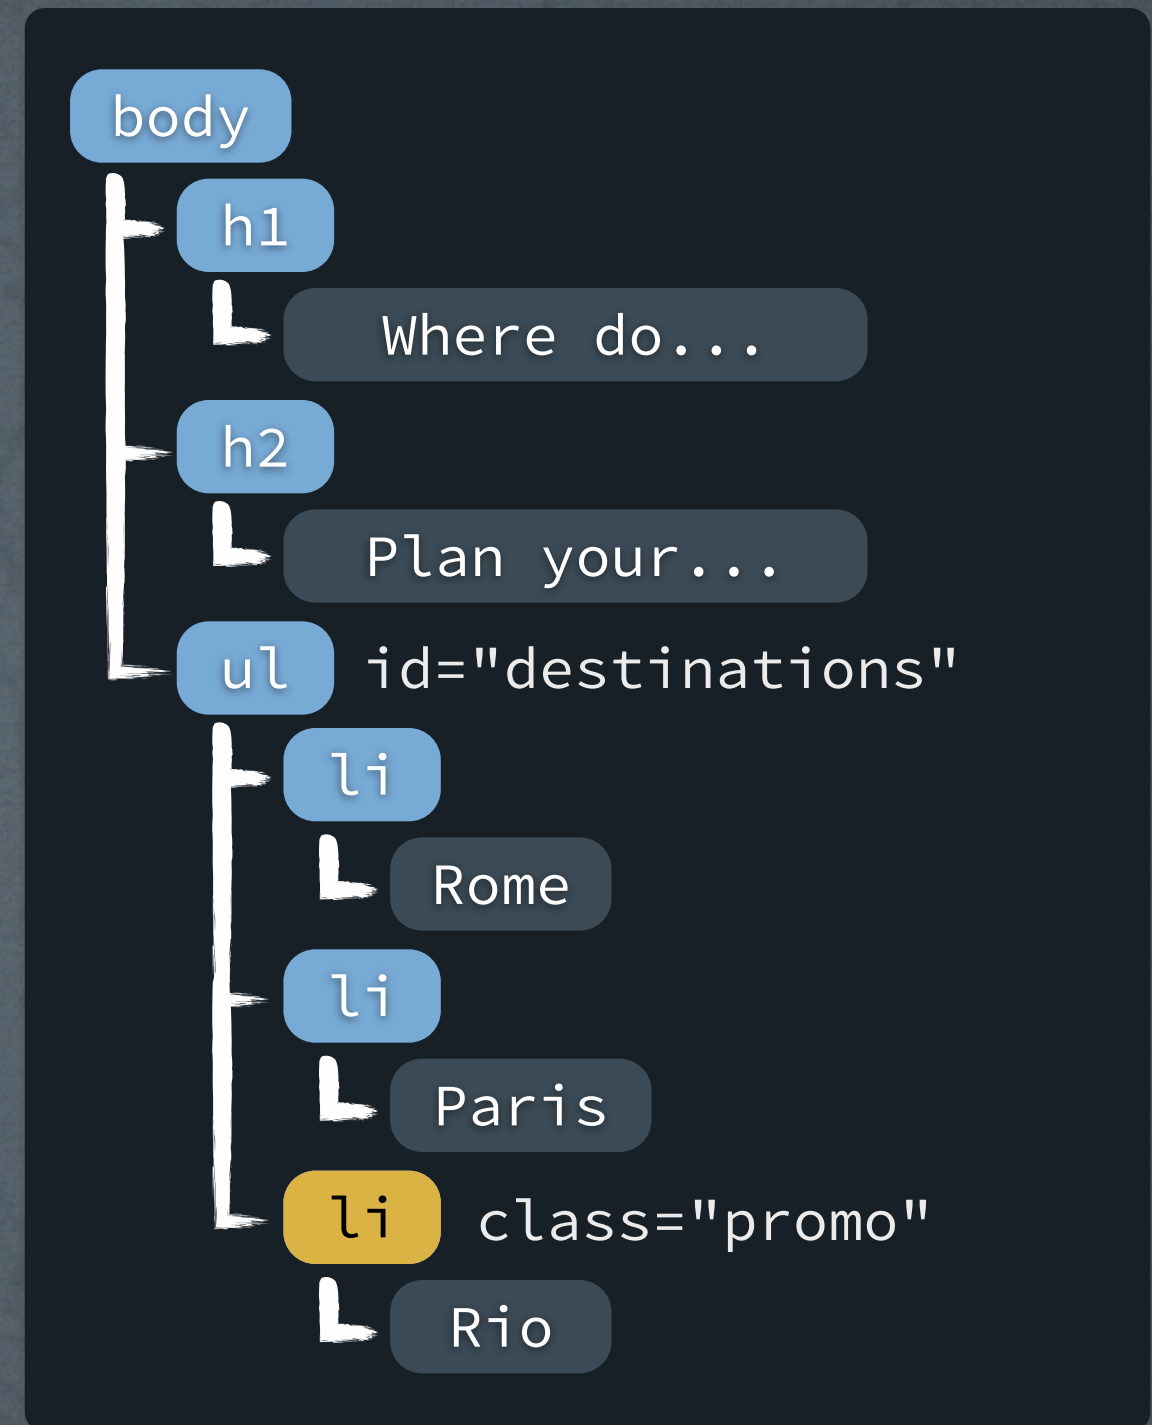 body
h1
Where do...
h2
Plan your...
ul id="destinations"
li
Rome
li
Paris
li class="promo"
Rio